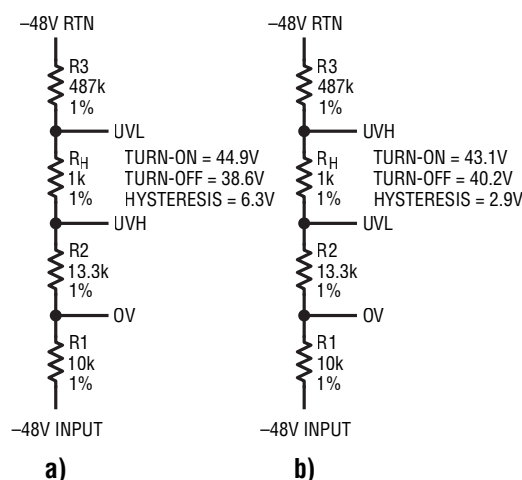 –48V RTN
R3
487k
1%
UVL
RH
1k
1%
TURN-ON = 44.9V
TURN-OFF = 38.6V
HYSTERESIS = 6.3V
UVH
R2
13.3k
1%
OV
R1
10k
1%
–48V INPUT
a)
–48V RTN
R3
487k
1%
UVH
RH
1k
1%
TURN-ON = 43.1V
TURN-OFF = 40.2V
HYSTERESIS = 2.9V
UVL
R2
13.3k
1%
OV
R1
10k
1%
–48V INPUT
b)